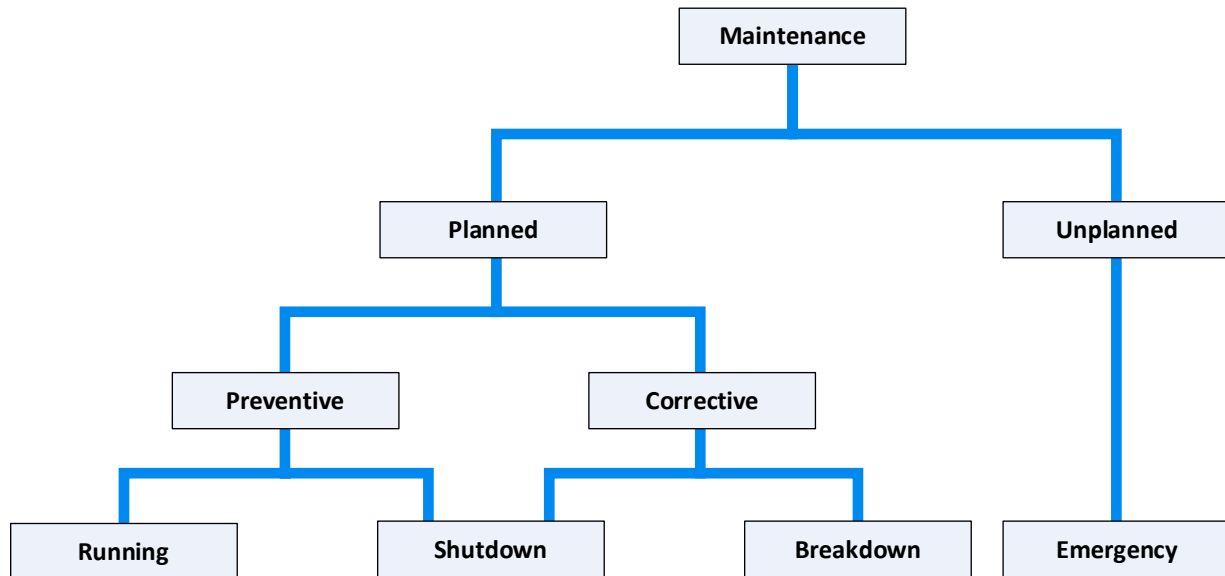 Maintenance
Planned
Unplanned
Preventive
Corrective
Running
Shutdown
Breakdown
Emergency